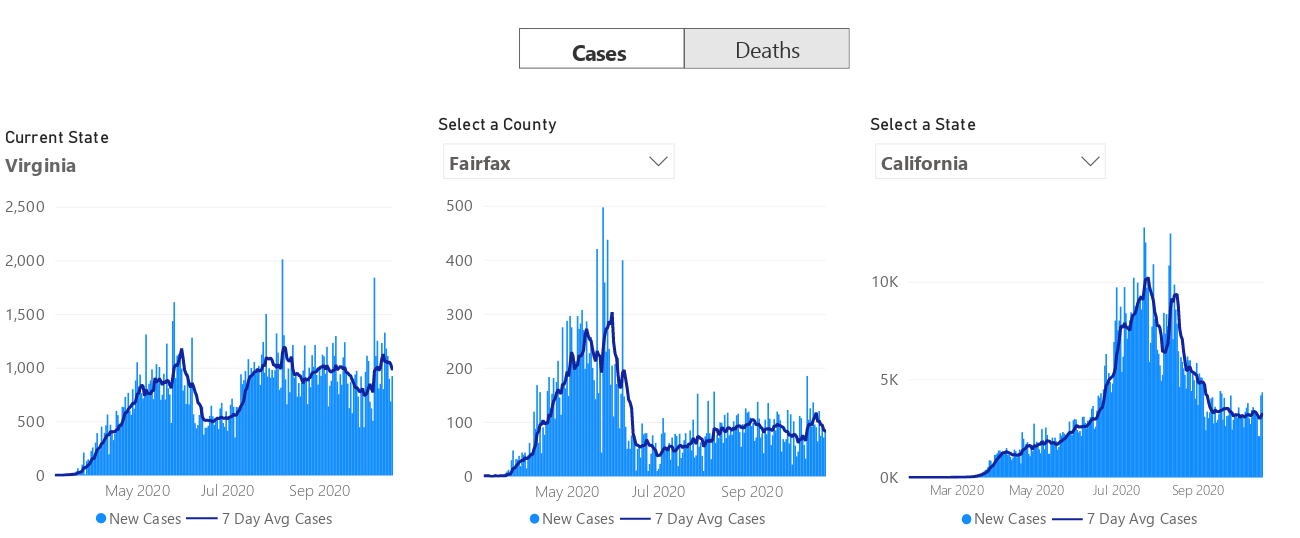 Cases Deaths
Current State
Virginia
2,500
2,000
1,500
1,000
500
0
May 2020 Jul 2020 Sep 2020
New Cases 7 Day Avg Cases
Select a County
Fairfax
500
400
300
200
100
0
May 2020 Jul 2020 Sep 2020
New Cases 7 Day Avg Cases
Select a State
California
10K
5K
0K
Mar 2020 May 2020 Jul 2020 Sep 2020
New Cases 7 Day Avg Cases